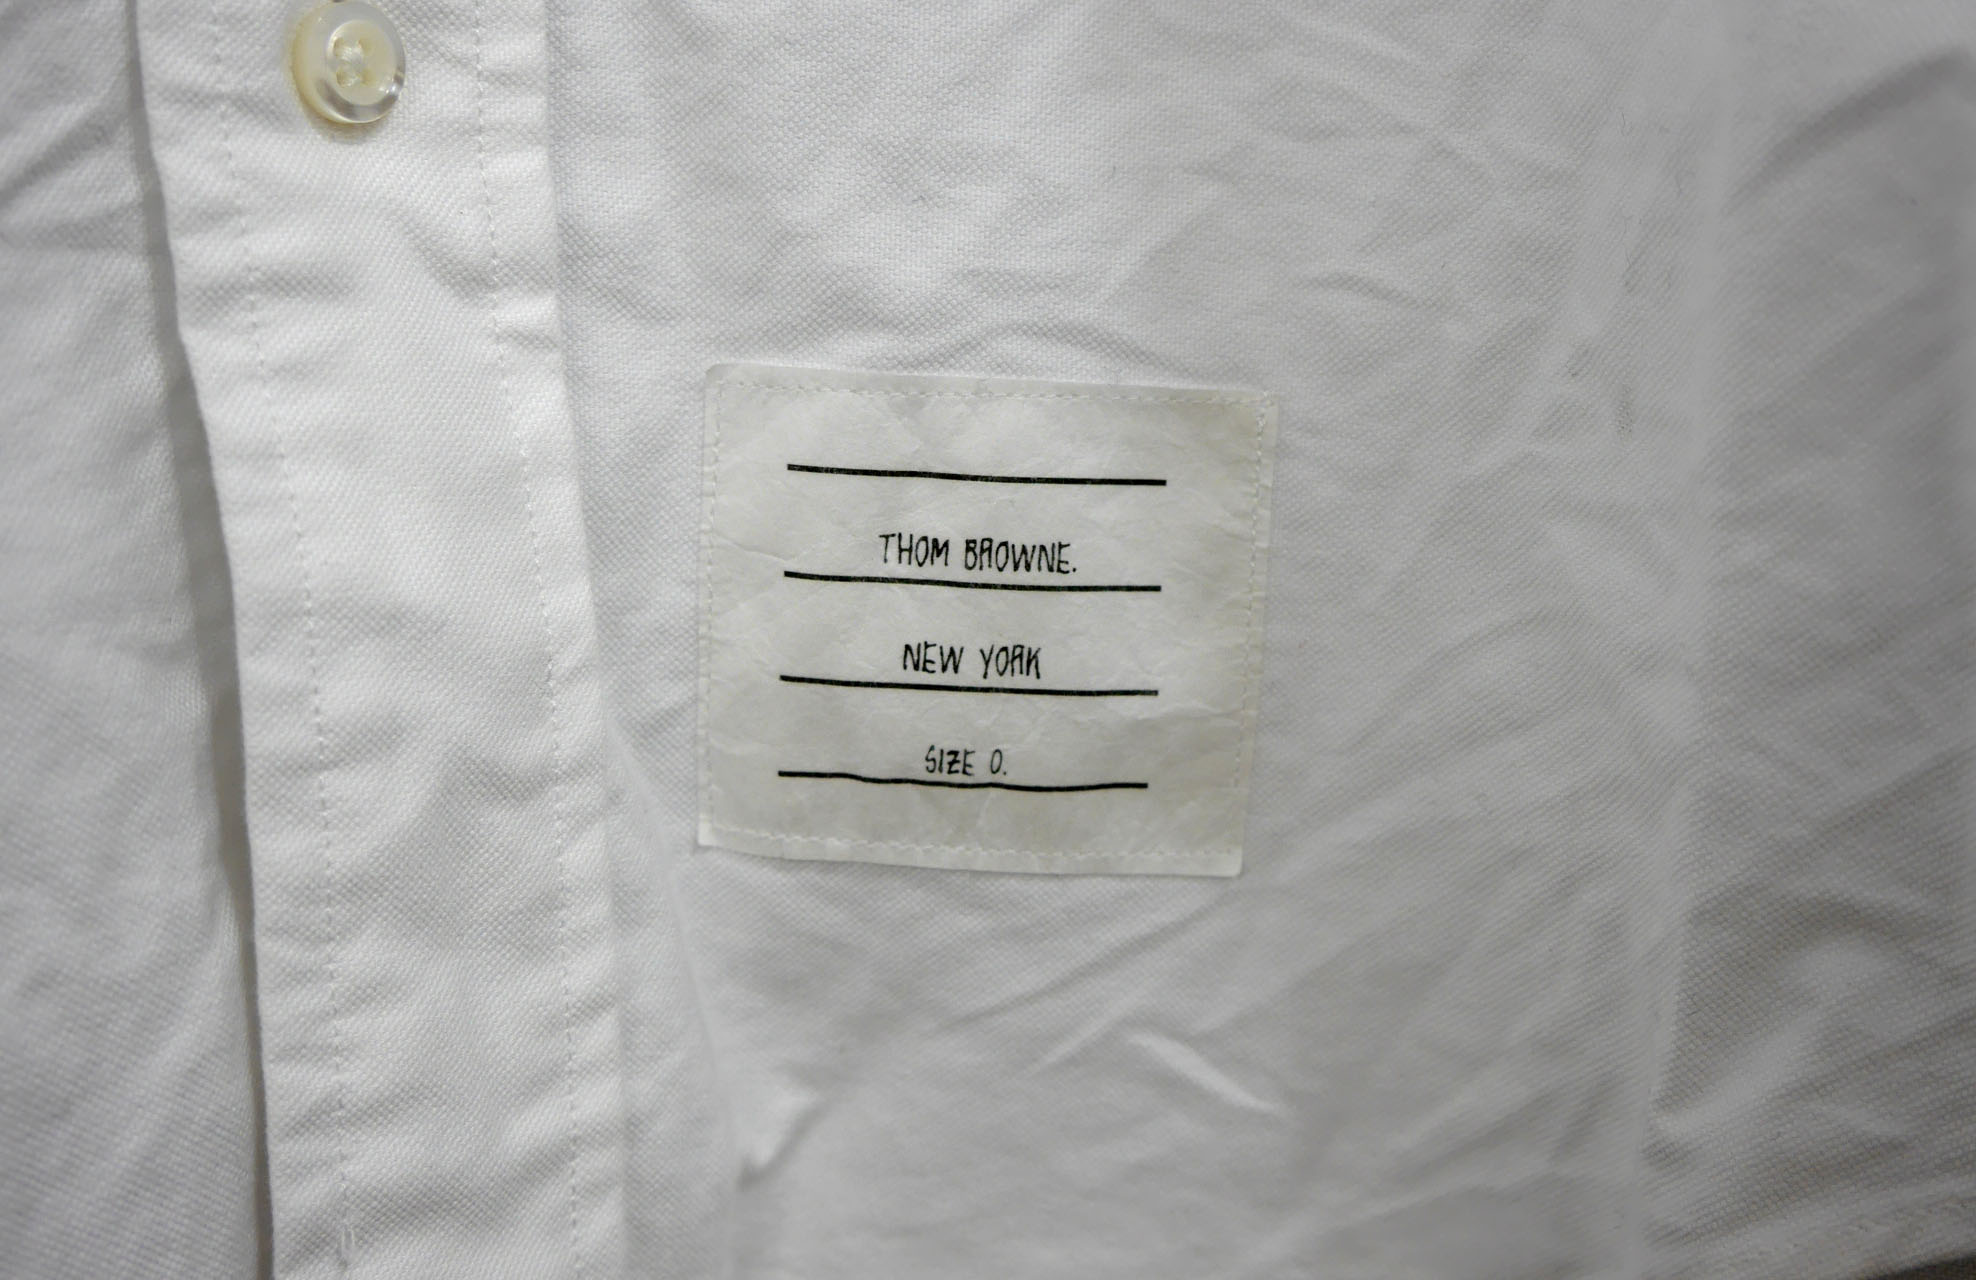 THOM BROWNE.
NEW YORK
SIZE 0.